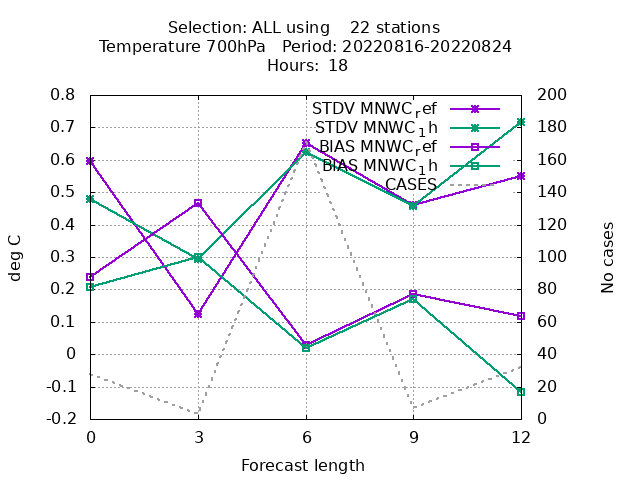 Selection: ALL using    22 stations
Temperature 700hPa   Period: 20220816-20220824
Hours:  18
0.8
0.7
0.6
0.5
0.4
0.3
0.2
0.1
0
-0.1
-0.2
deg C
STDV MNWC_ref
STDV MNWC_1h
BIAS MNWC_ref
BIAS MNWC_1h
CASES
200
180
160
140
120
100
80
60
40
20
0
No cases
0 3 6 9 12
Forecast length